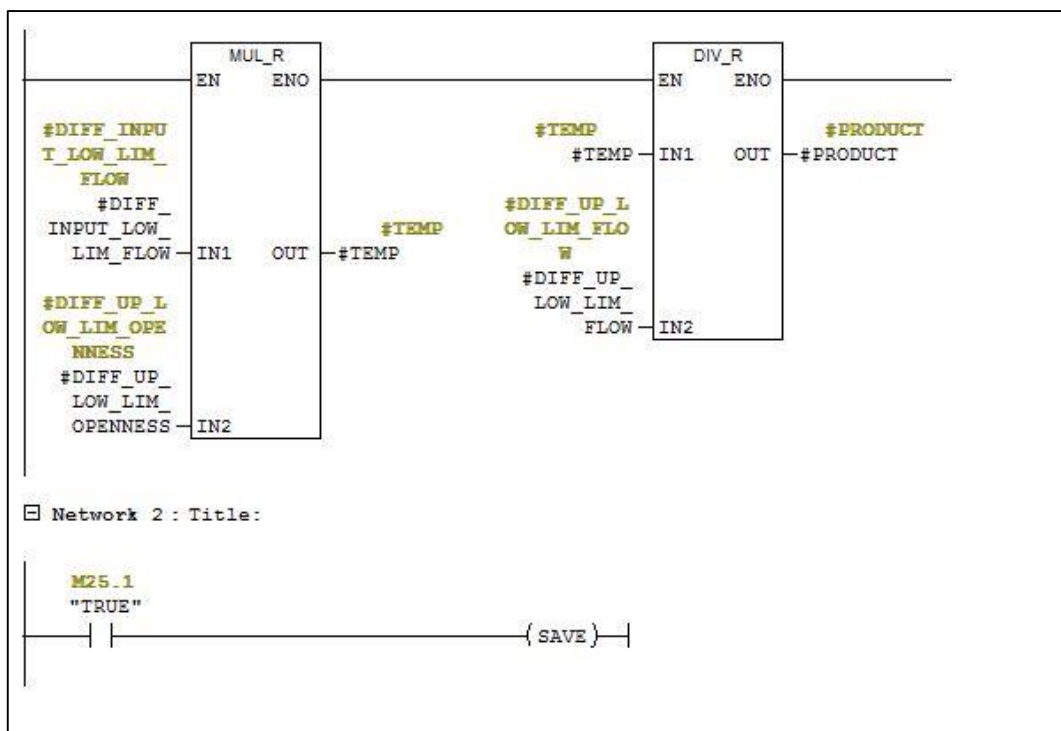 MUL_R
EN ENO
#DIFF_INPU
T_LOW_LIM_
FLOW
#DIFF_
INPUT_LOW_
LIM_FLOW
IN1 OUT
#TEMP
#TEMP
#DIFF_UP_L
OW_LIM_OPE
NNESS
#DIFF_UP_
LOW_LIM_
OPENNESS
IN2
DIV_R
EN ENO
#TEMP
#TEMP
IN1 OUT
#PRODUCT
#PRODUCT
#DIFF_UP_L
OW_LIM_FLO
W
#DIFF_UP_
LOW_LIM_
FLOW
IN2
Network 2 : Title:
M25.1
"TRUE"
SAVE